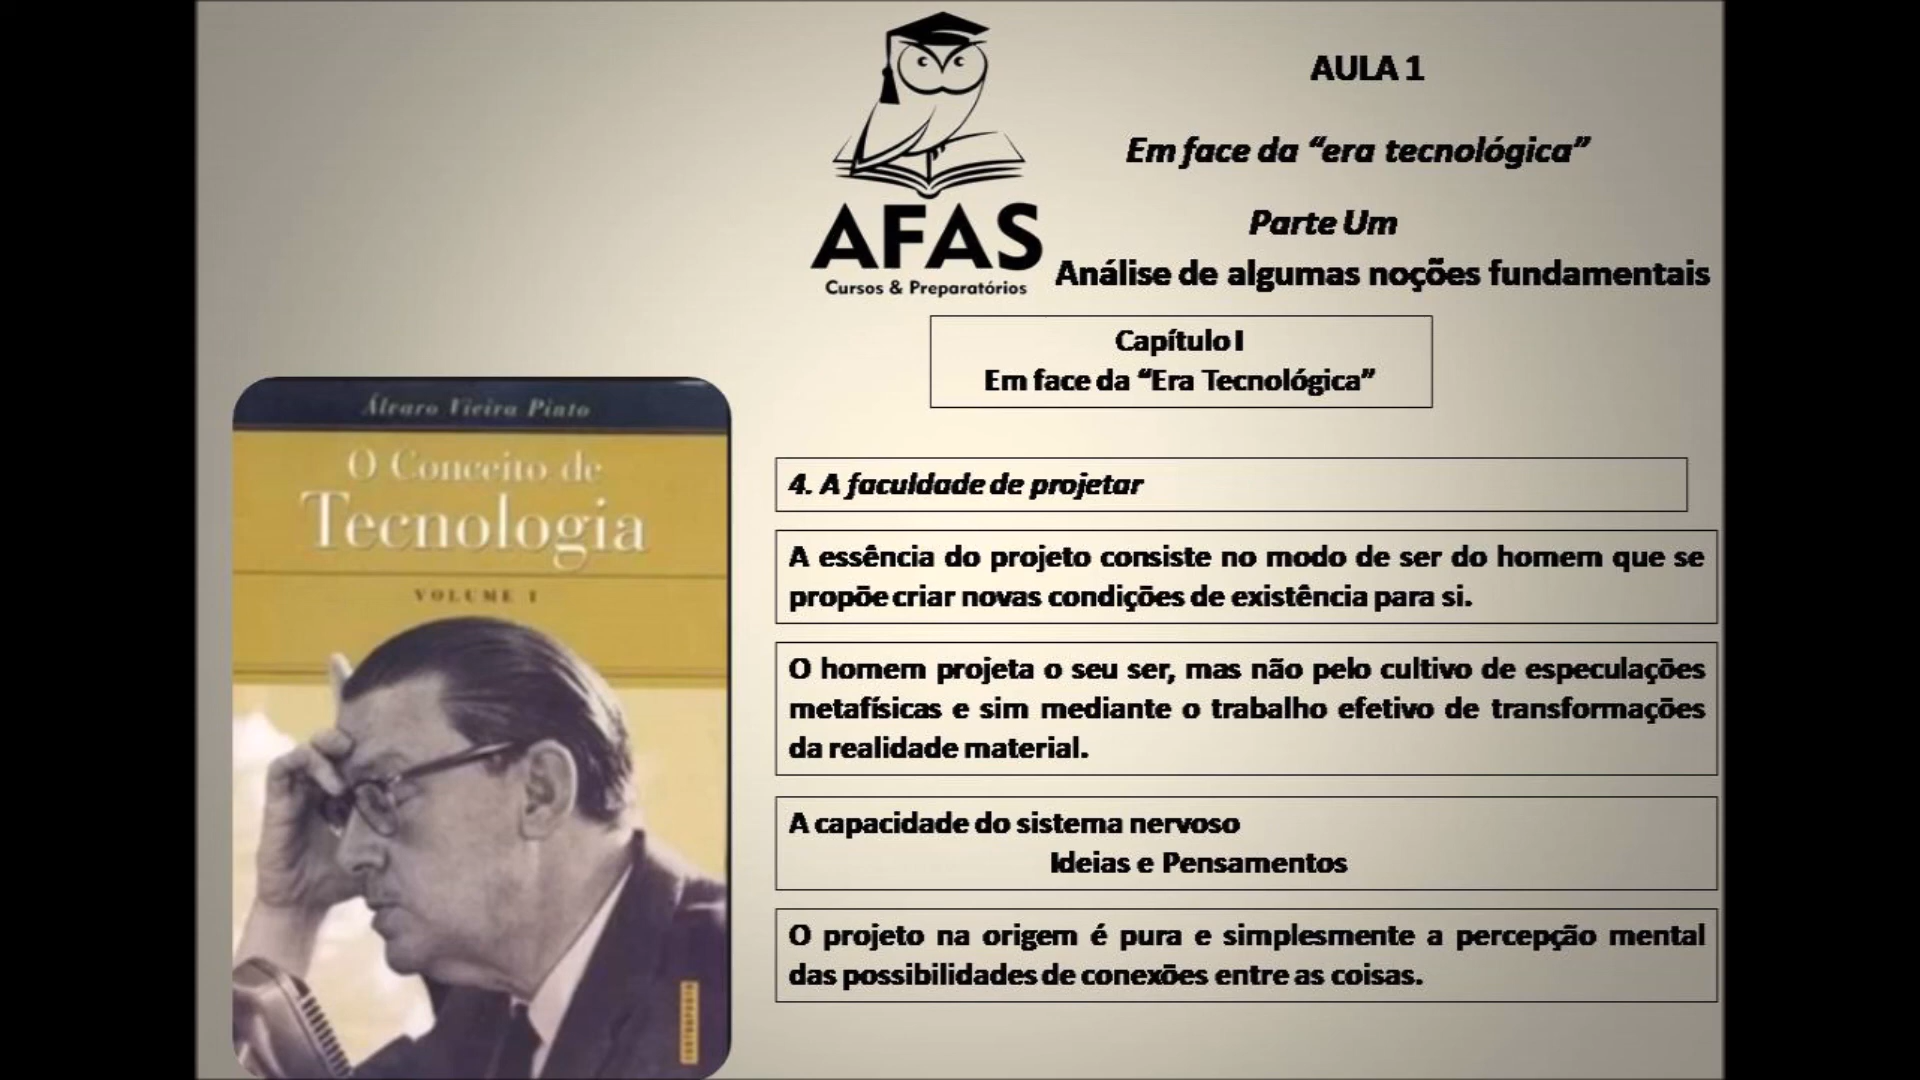 AFAS
Cursos & Preparatórios
AULA 1
Em face da “era tecnológica”
Parte Um
Análise de algumas noções fundamentais
Capítulo I
Em face da “Era Tecnológica”
Álvaro Vieira Pinto
O Conceito de
Tecnologia
VOLUME I
CONTRAPONTO
4. A faculdade de projetar
A essência do projeto consiste no modo de ser do homem que se
propõe criar novas condições de existência para si.
O homem projeta o seu ser, mas não pelo cultivo de especulações
metafísicas e sim mediante o trabalho efetivo de transformações
da realidade material.
A capacidade do sistema nervoso
Ideias e Pensamentos
O projeto na origem é pura e simplesmente a percepção mental
das possibilidades de conexões entre as coisas.